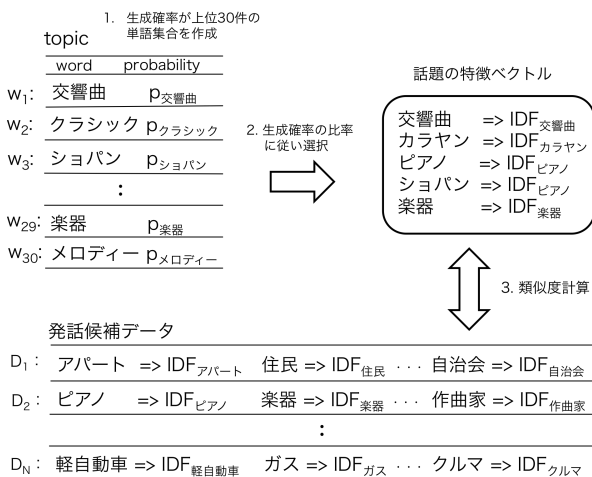 1. 生成確率が上位30件の
単語集合を作成
topic
word probability
w1: 交響曲 p交響曲
w2: クラシック pクラシック
w3: ショパン pショパン
:
w29: 楽器 p楽器
w30: メロディー pメロディー
2. 生成確率の比率
に従い選択
話題の特徴ベクトル
交響曲 => IDF交響曲
カラヤン => IDFカラヤン
ピアノ => IDFピアノ
ショパン => IDFピアノ
楽器 => IDF楽器
3. 類似度計算
発話候補データ
D1: アパート => IDFアパート 住民 => IDF住民 ··· 自治会 => IDF自治会
D2: ピアノ => IDFピアノ 楽器 => IDF楽器 ··· 作曲家 => IDF作曲家
:
DN: 軽自動車 => IDF軽自動車 ガス => IDFガス ··· クルマ => IDFクルマ